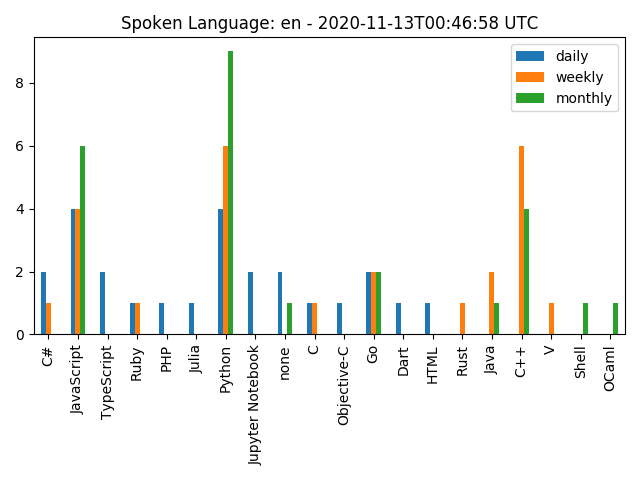 Spoken Language: en - 2020-11-13T00:46:58 UTC
daily
weekly
monthly
8
6
4
2
0
C#
JavaScript
TypeScript
Ruby
PHP
Julia
Python
Jupyter Notebook
none
C
Objective-C
Go
Dart
HTML
Rust
Java
C++
V
Shell
OCaml